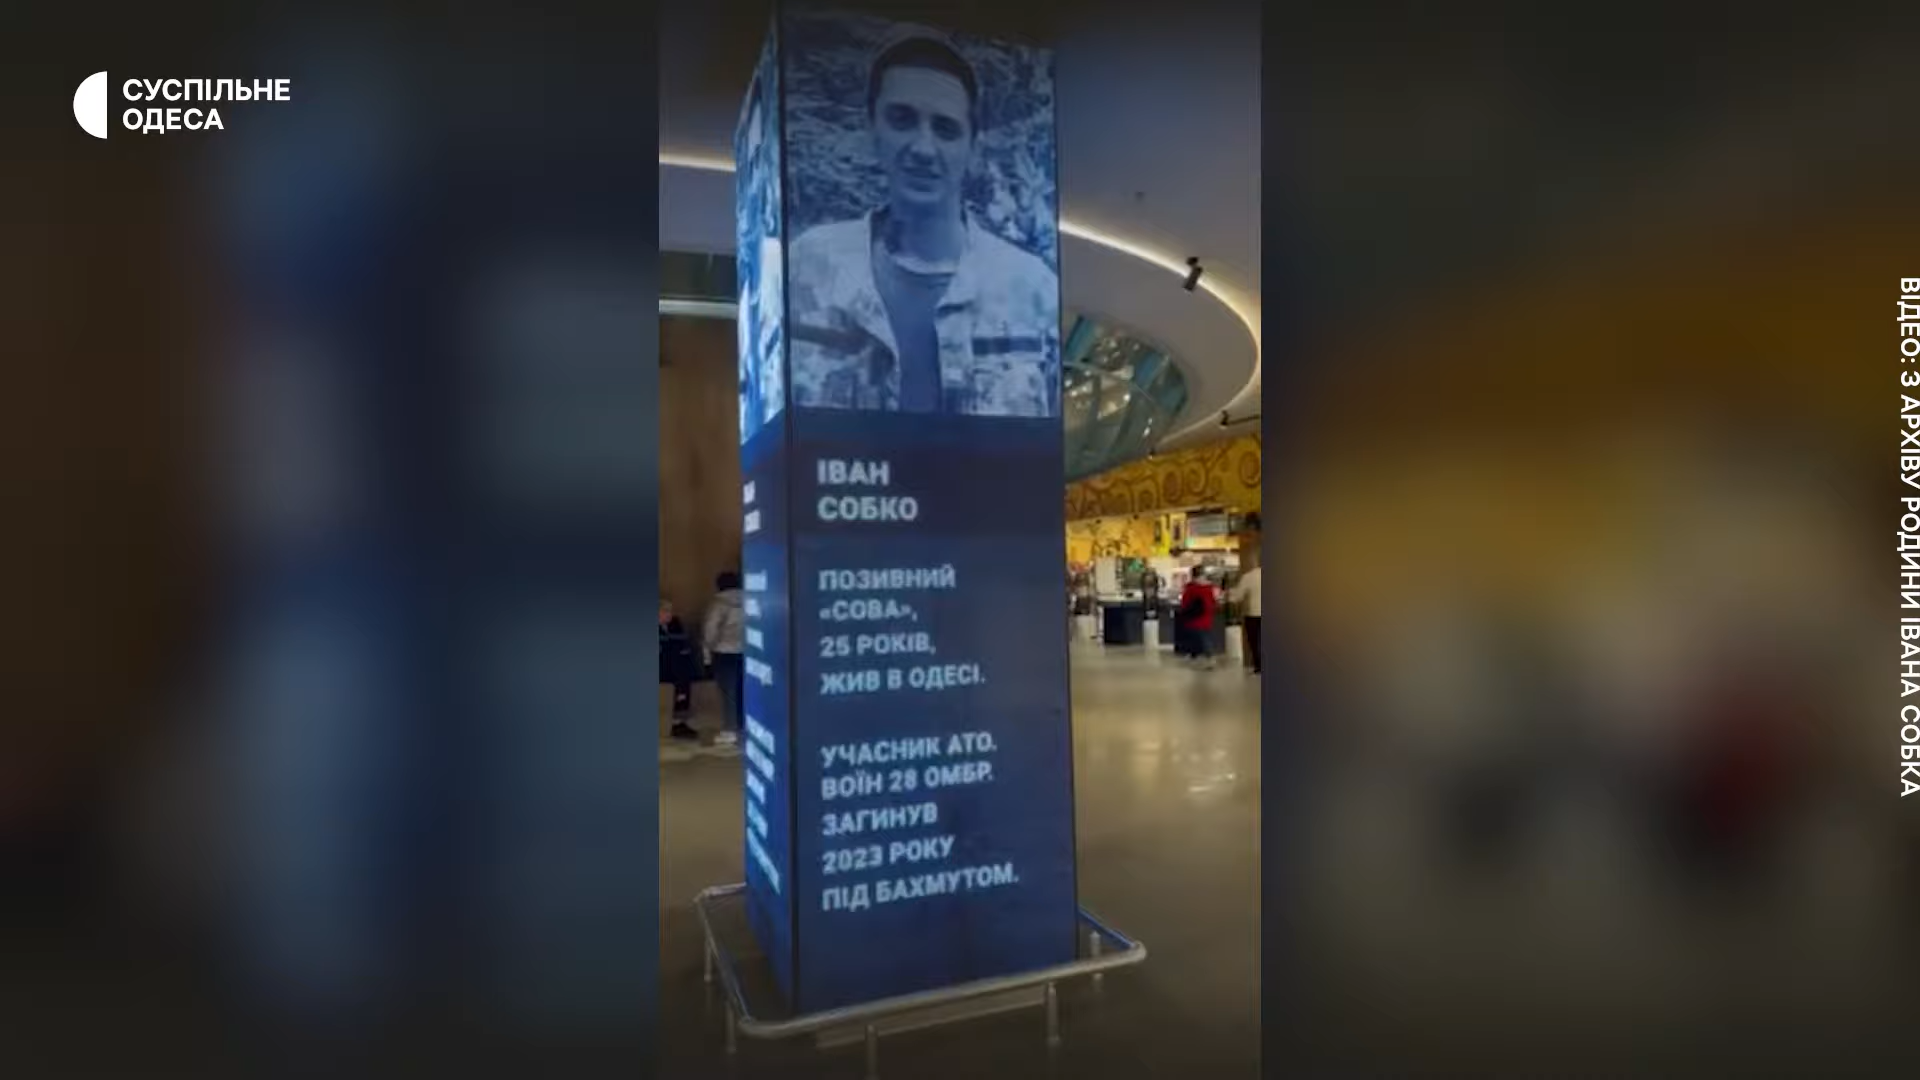 СУСПІЛЬНЕ
ОДЕСА
ІВАН
СОБКО
ПОЗИВНИЙ
«СОВА»,
25 РОКІВ,
ЖИВ В ОДЕСІ.
УЧАСНИК АТО.
ВОЇН 28 ОМБР.
ЗАГИНУВ
2023 РОКУ
ПІД БАХМУТОМ.
ВІДЕО: З АРХІВУ РОДИНИ ІВАНА СОБКА